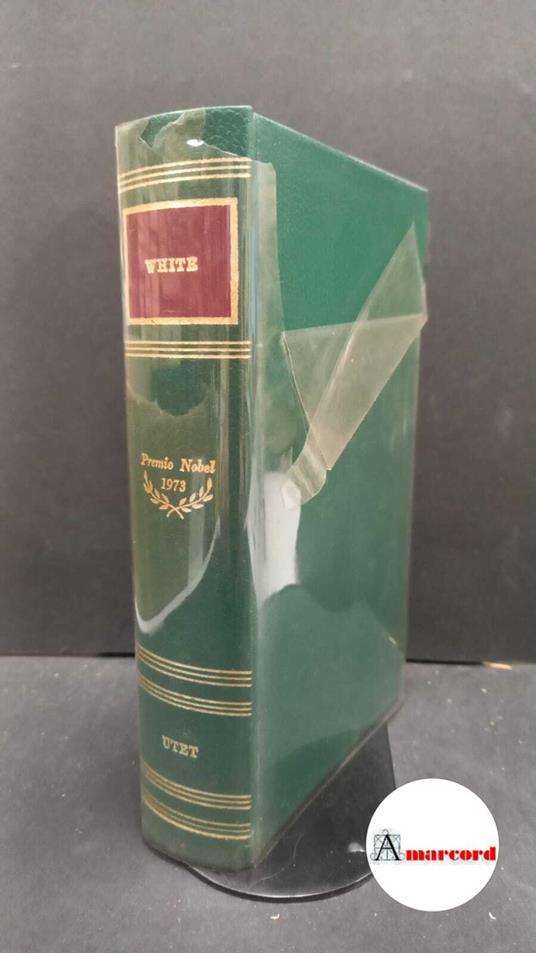 WHITE
Premio Nobel
1973
UTET
Amarcord